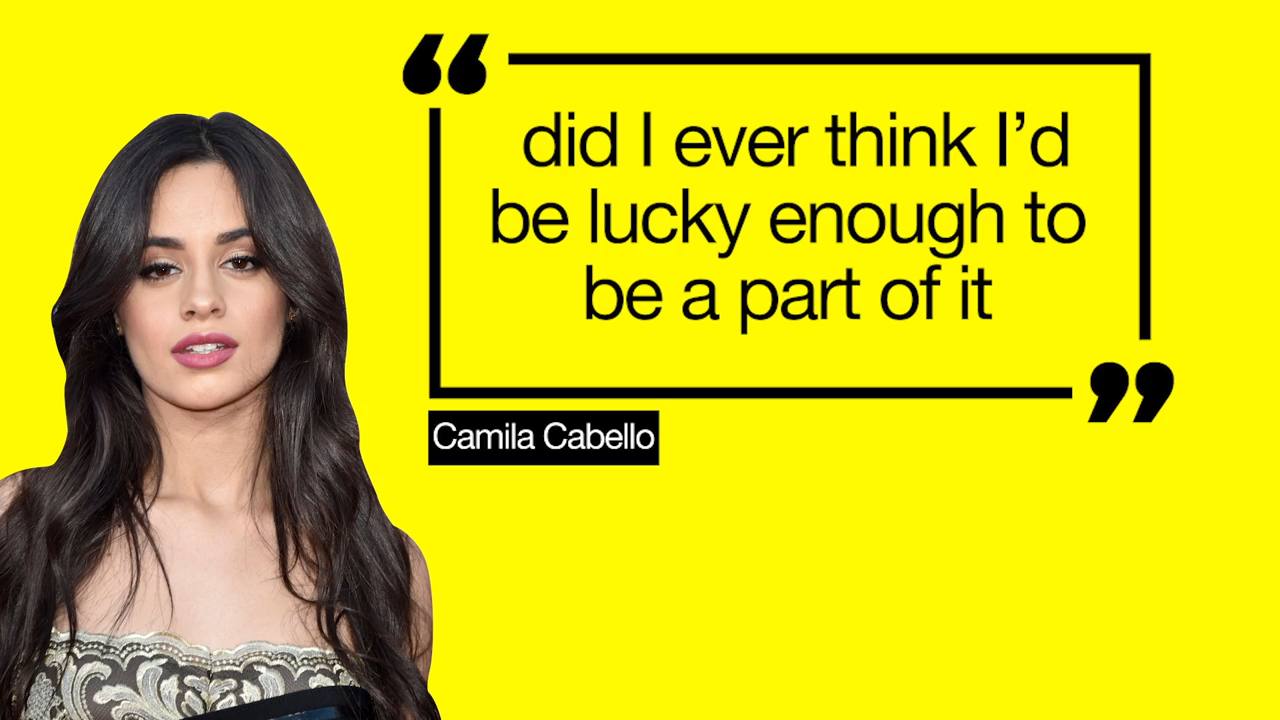 “did I ever think I’d
be lucky enough to
be a part of it”
Camila Cabello